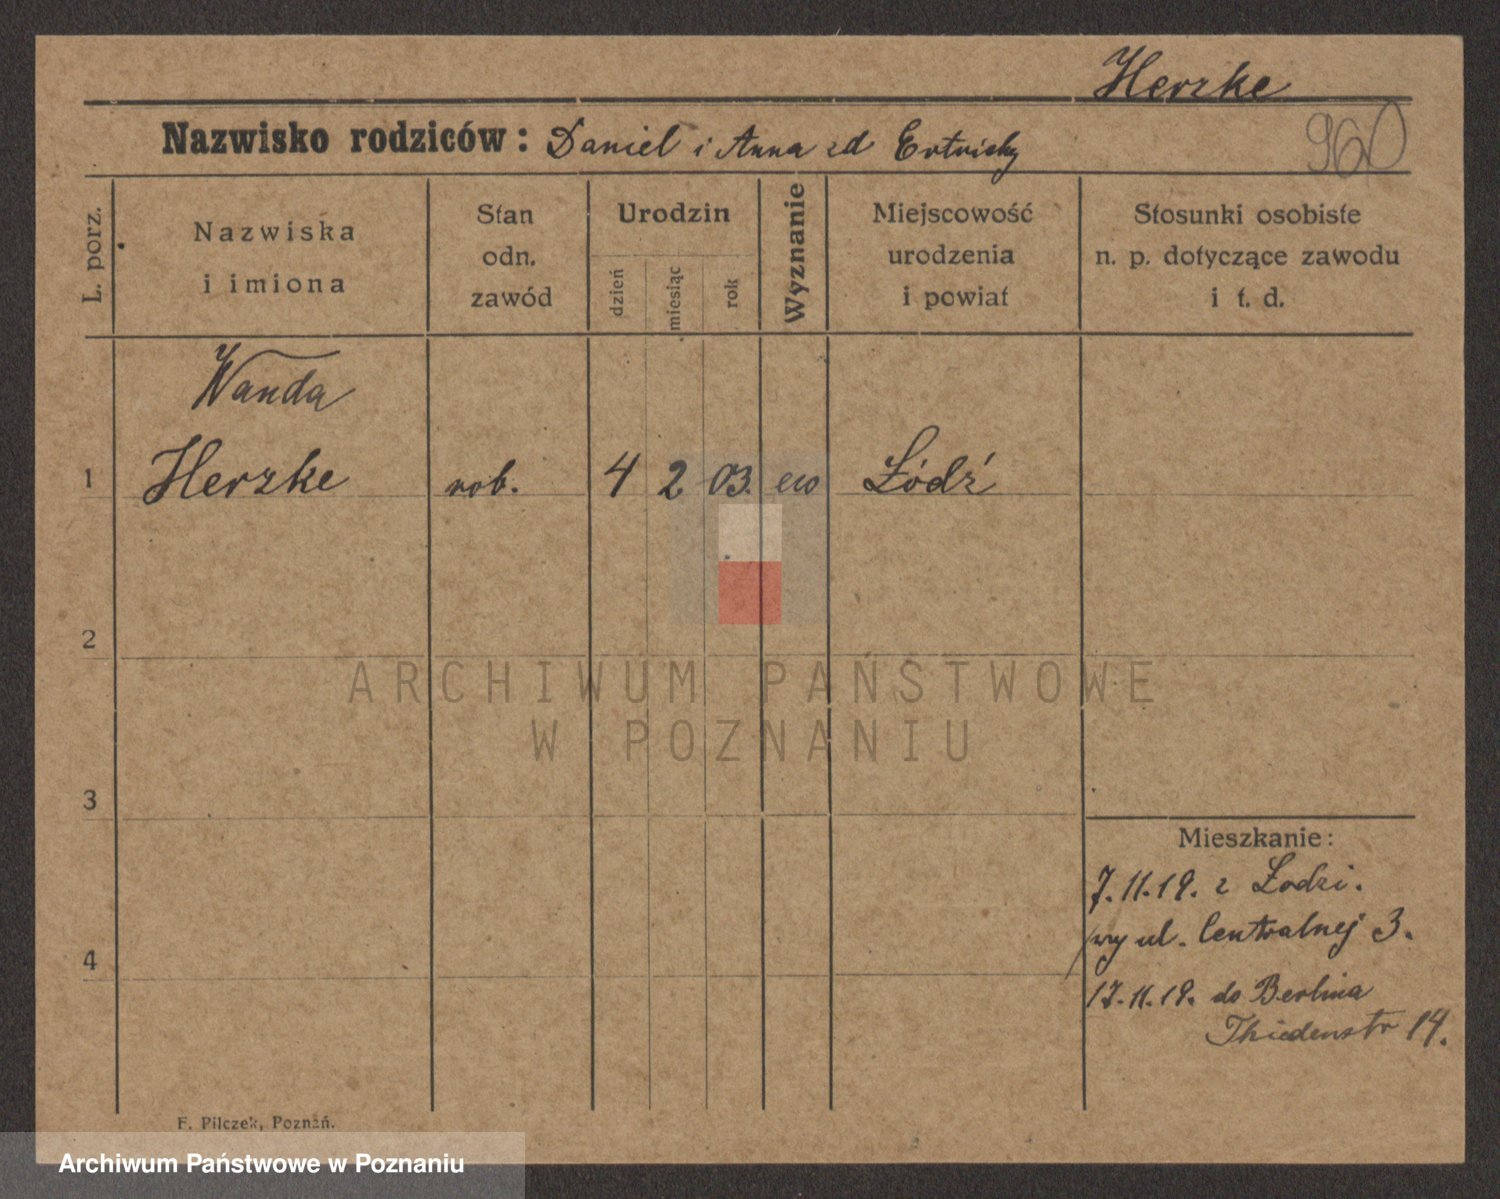 Herzke
Nazwisko rodziców: Daniel i Anna zd
960
L. porz.
Nazwiska
i imiona
Stan
odn.
zawód
Urodzin
dzień
miesiąc
rok
Wyznanie
Miejscowość
urodzenia
i powiat
Stosunki osobiste
n. p. dotyczące zawodu
i t. d.
Wanda
1 Herzke rob. 4 2 03. ew Łódź
2
3
4
Mieszkanie:
7.11.19. z Łodzi.
ul. Centralnej 3.
17.11.19. do Berlina
14.
F. Pilczek, Poznań.
ARCHIWUM PAŃSTWOWE
W POZNANIU
Archiwum Państwowe w Poznaniu